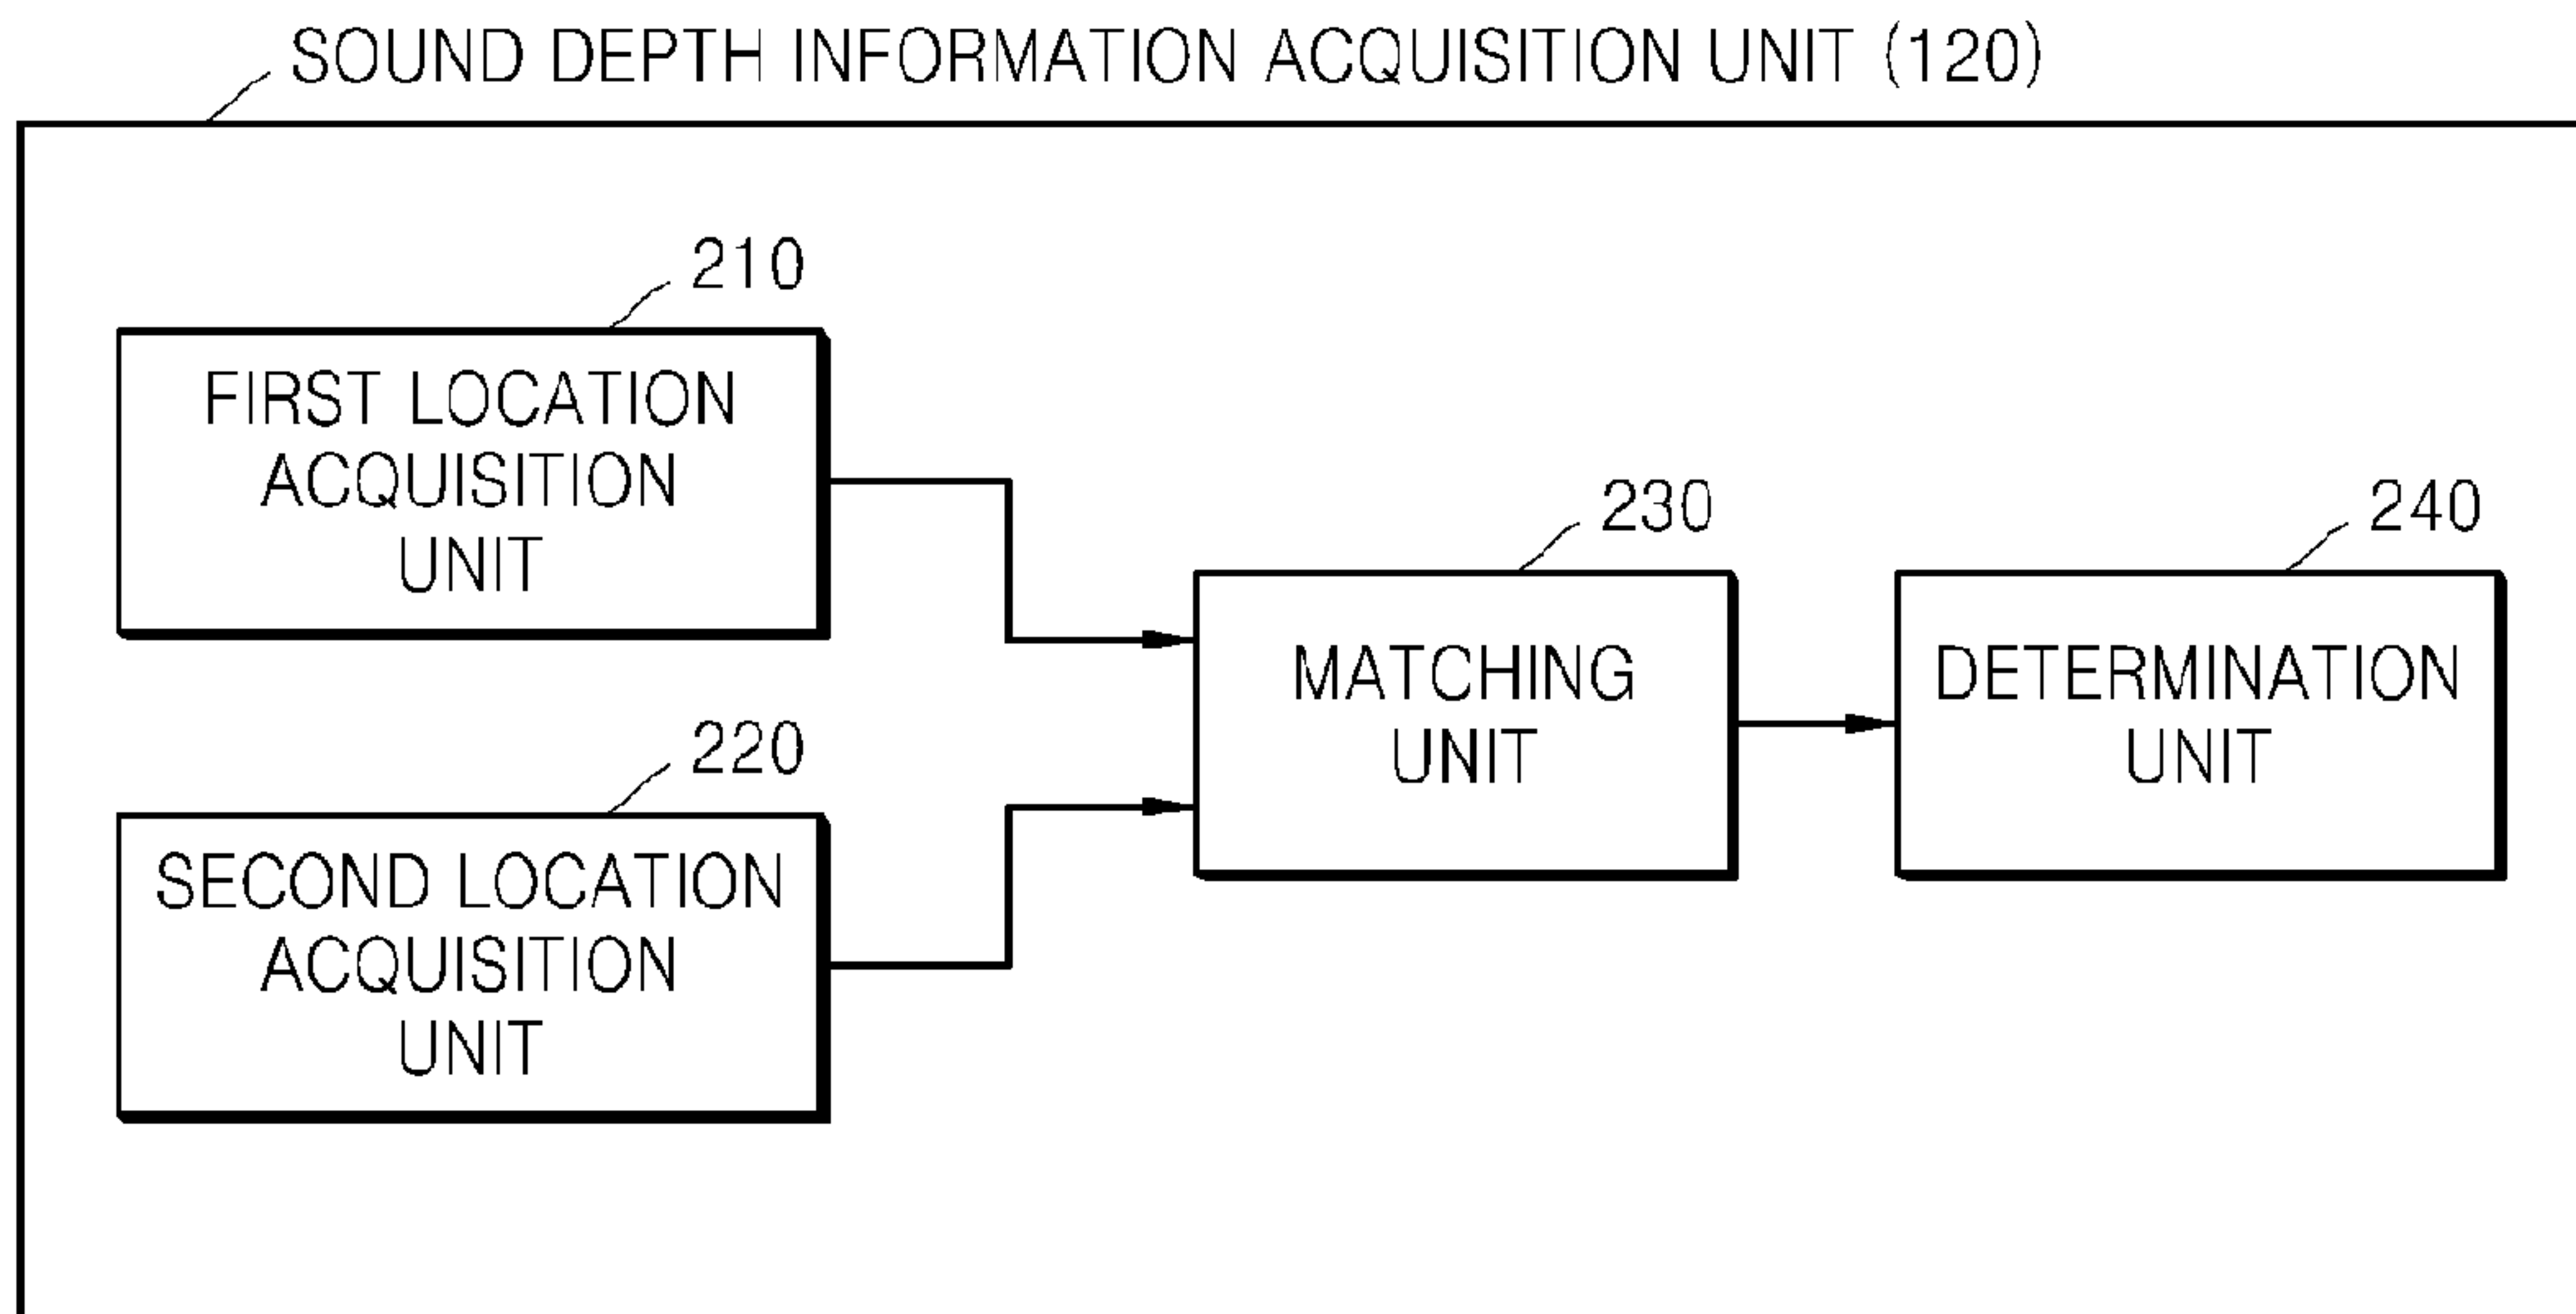 SOUND DEPTH INFORMATION ACQUISITION UNIT (120)
210
FIRST LOCATION
ACQUISITION
UNIT
220
SECOND LOCATION
ACQUISITION
UNIT
230
MATCHING
UNIT
240
DETERMINATION
UNIT